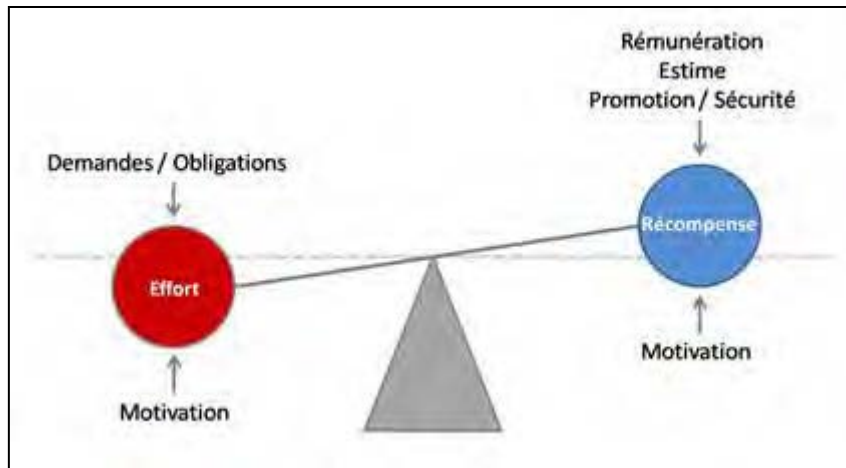 Rémunération
Estime
Promotion / Sécurité
Demandes / Obligations
Récompense
Effort
Motivation
Motivation